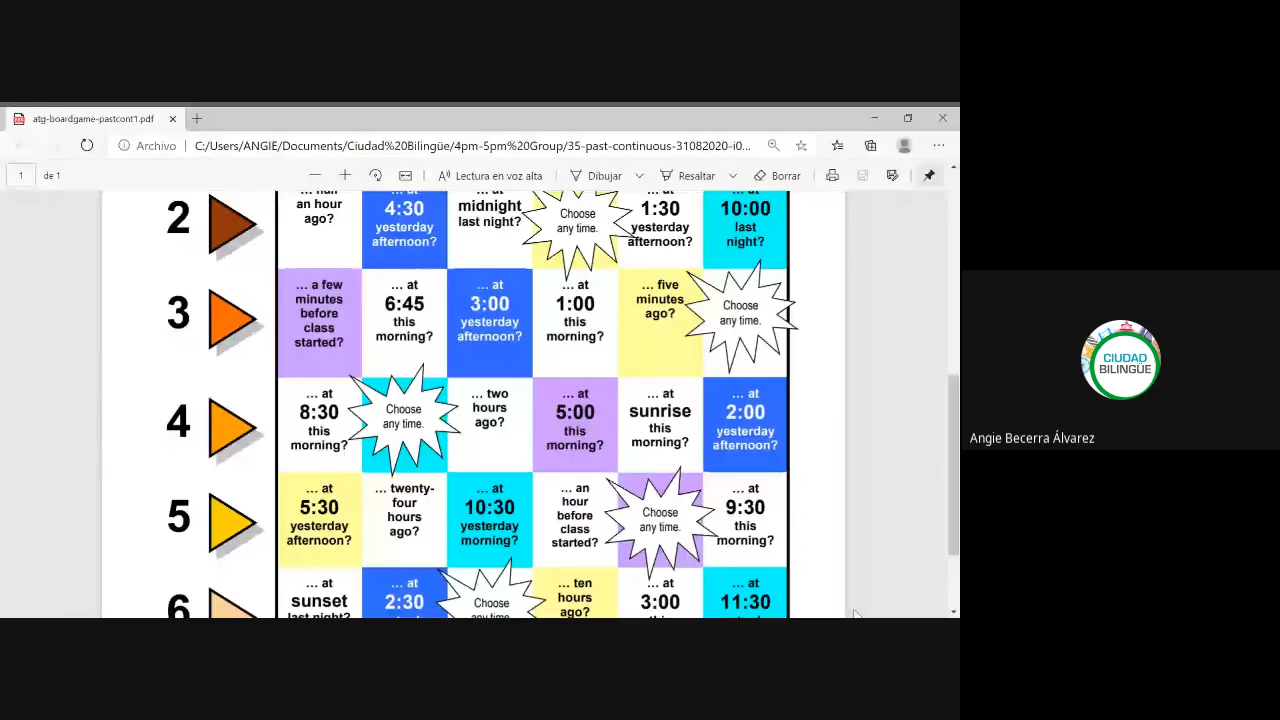 atg-boardgame-pastcont1.pdf
Archivo
C:/Users/ANGIE/Documents/Ciudad%20Bilingüe/4pm-5pm%20Group/35-past-continuous-31082020-i0...
1
de 1
Lectura en voz alta
Dibujar
Resaltar
Borrar
2
an hour
ago?
4:30
yesterday
afternoon?
midnight
last night?
Choose
any time.
1:30
yesterday
afternoon?
10:00
last
night?
3
... a few
minutes
before
class
started?
... at
6:45
this
morning?
... at
3:00
yesterday
afternoon?
... at
1:00
this
morning?
... five
minutes
ago?
Choose
any time.
4
... at
8:30
this
morning?
Choose
any time.
... two
hours
ago?
... at
5:00
this
morning?
... at
sunrise
this
morning?
... at
2:00
yesterday
afternoon?
5
... at
5:30
yesterday
afternoon?
... twenty-
four
hours
ago?
... at
10:30
yesterday
morning?
... an
hour
before
class
started?
Choose
any time.
... at
9:30
this
morning?
6
... at
sunset
last night?
... at
2:30
Choose
any time.
... ten
hours
ago?
... at
3:00
... at
11:30
CIUDAD
BILINGÜE
Angie Becerra Álvarez